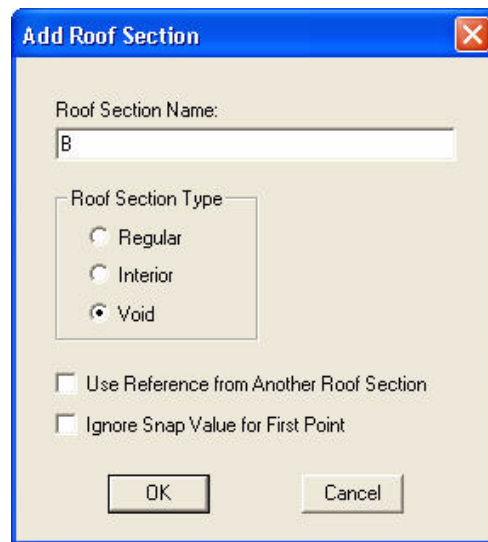 Add Roof Section
Roof Section Name:
B
Roof Section Type
Regular
Interior
Void
Use Reference from Another Roof Section
Ignore Snap Value for First Point
OK Cancel